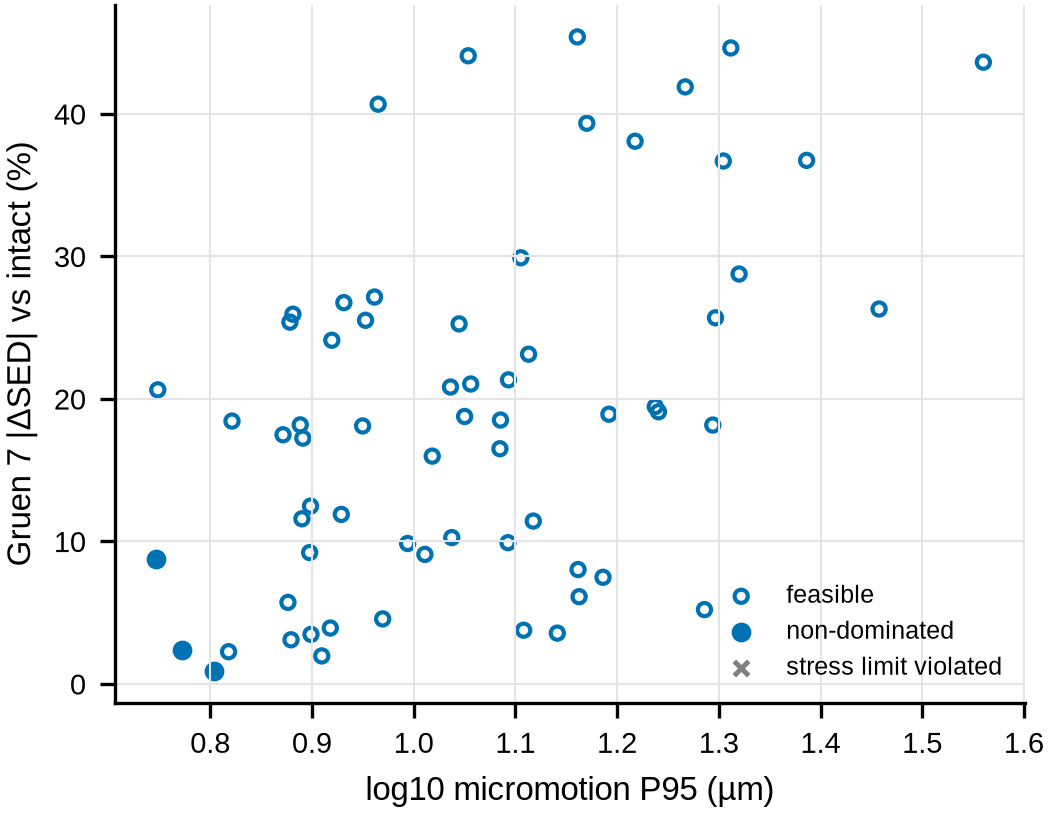 Gruen 7 |ΔSED| vs intact (%)
40
30
20
10
0
feasible
non-dominated
stress limit violated
0.8 0.9 1.0 1.1 1.2 1.3 1.4 1.5 1.6
log10 micromotion P95 (µm)